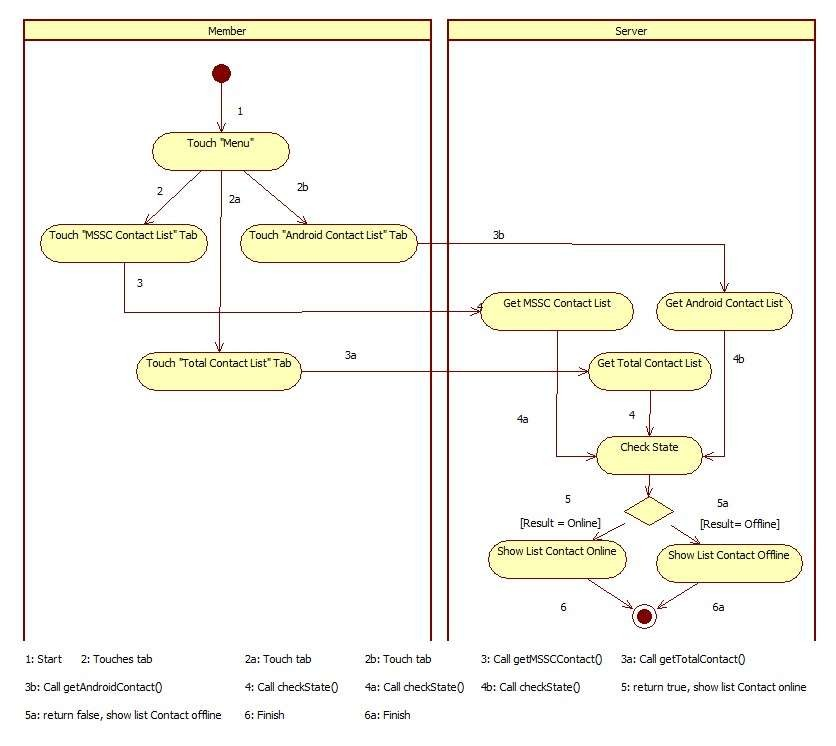 Member
Server
1
Touch "Menu"
2
2a
2b
Touch "MSSC Contact List" Tab
Touch "Android Contact List" Tab
3b
3
4
Get MSSC Contact List
Get Android Contact List
Touch "Total Contact List" Tab
3a
Get Total Contact List
4b
4a
4
Check State
5
5a
[Result = Online]
[Result= Offline]
Show List Contact Online
Show List Contact Offline
6
6a
1: Start
2: Touches tab
2a: Touch tab
2b: Touch tab
3: Call getMSSCContact()
3a: Call getTotalContact()
3b: Call getAndroidContact()
4: Call checkState()
4a: Call checkState()
4b: Call checkState()
5: return true, show list Contact online
5a: return false, show list Contact offline
6: Finish
6a: Finish